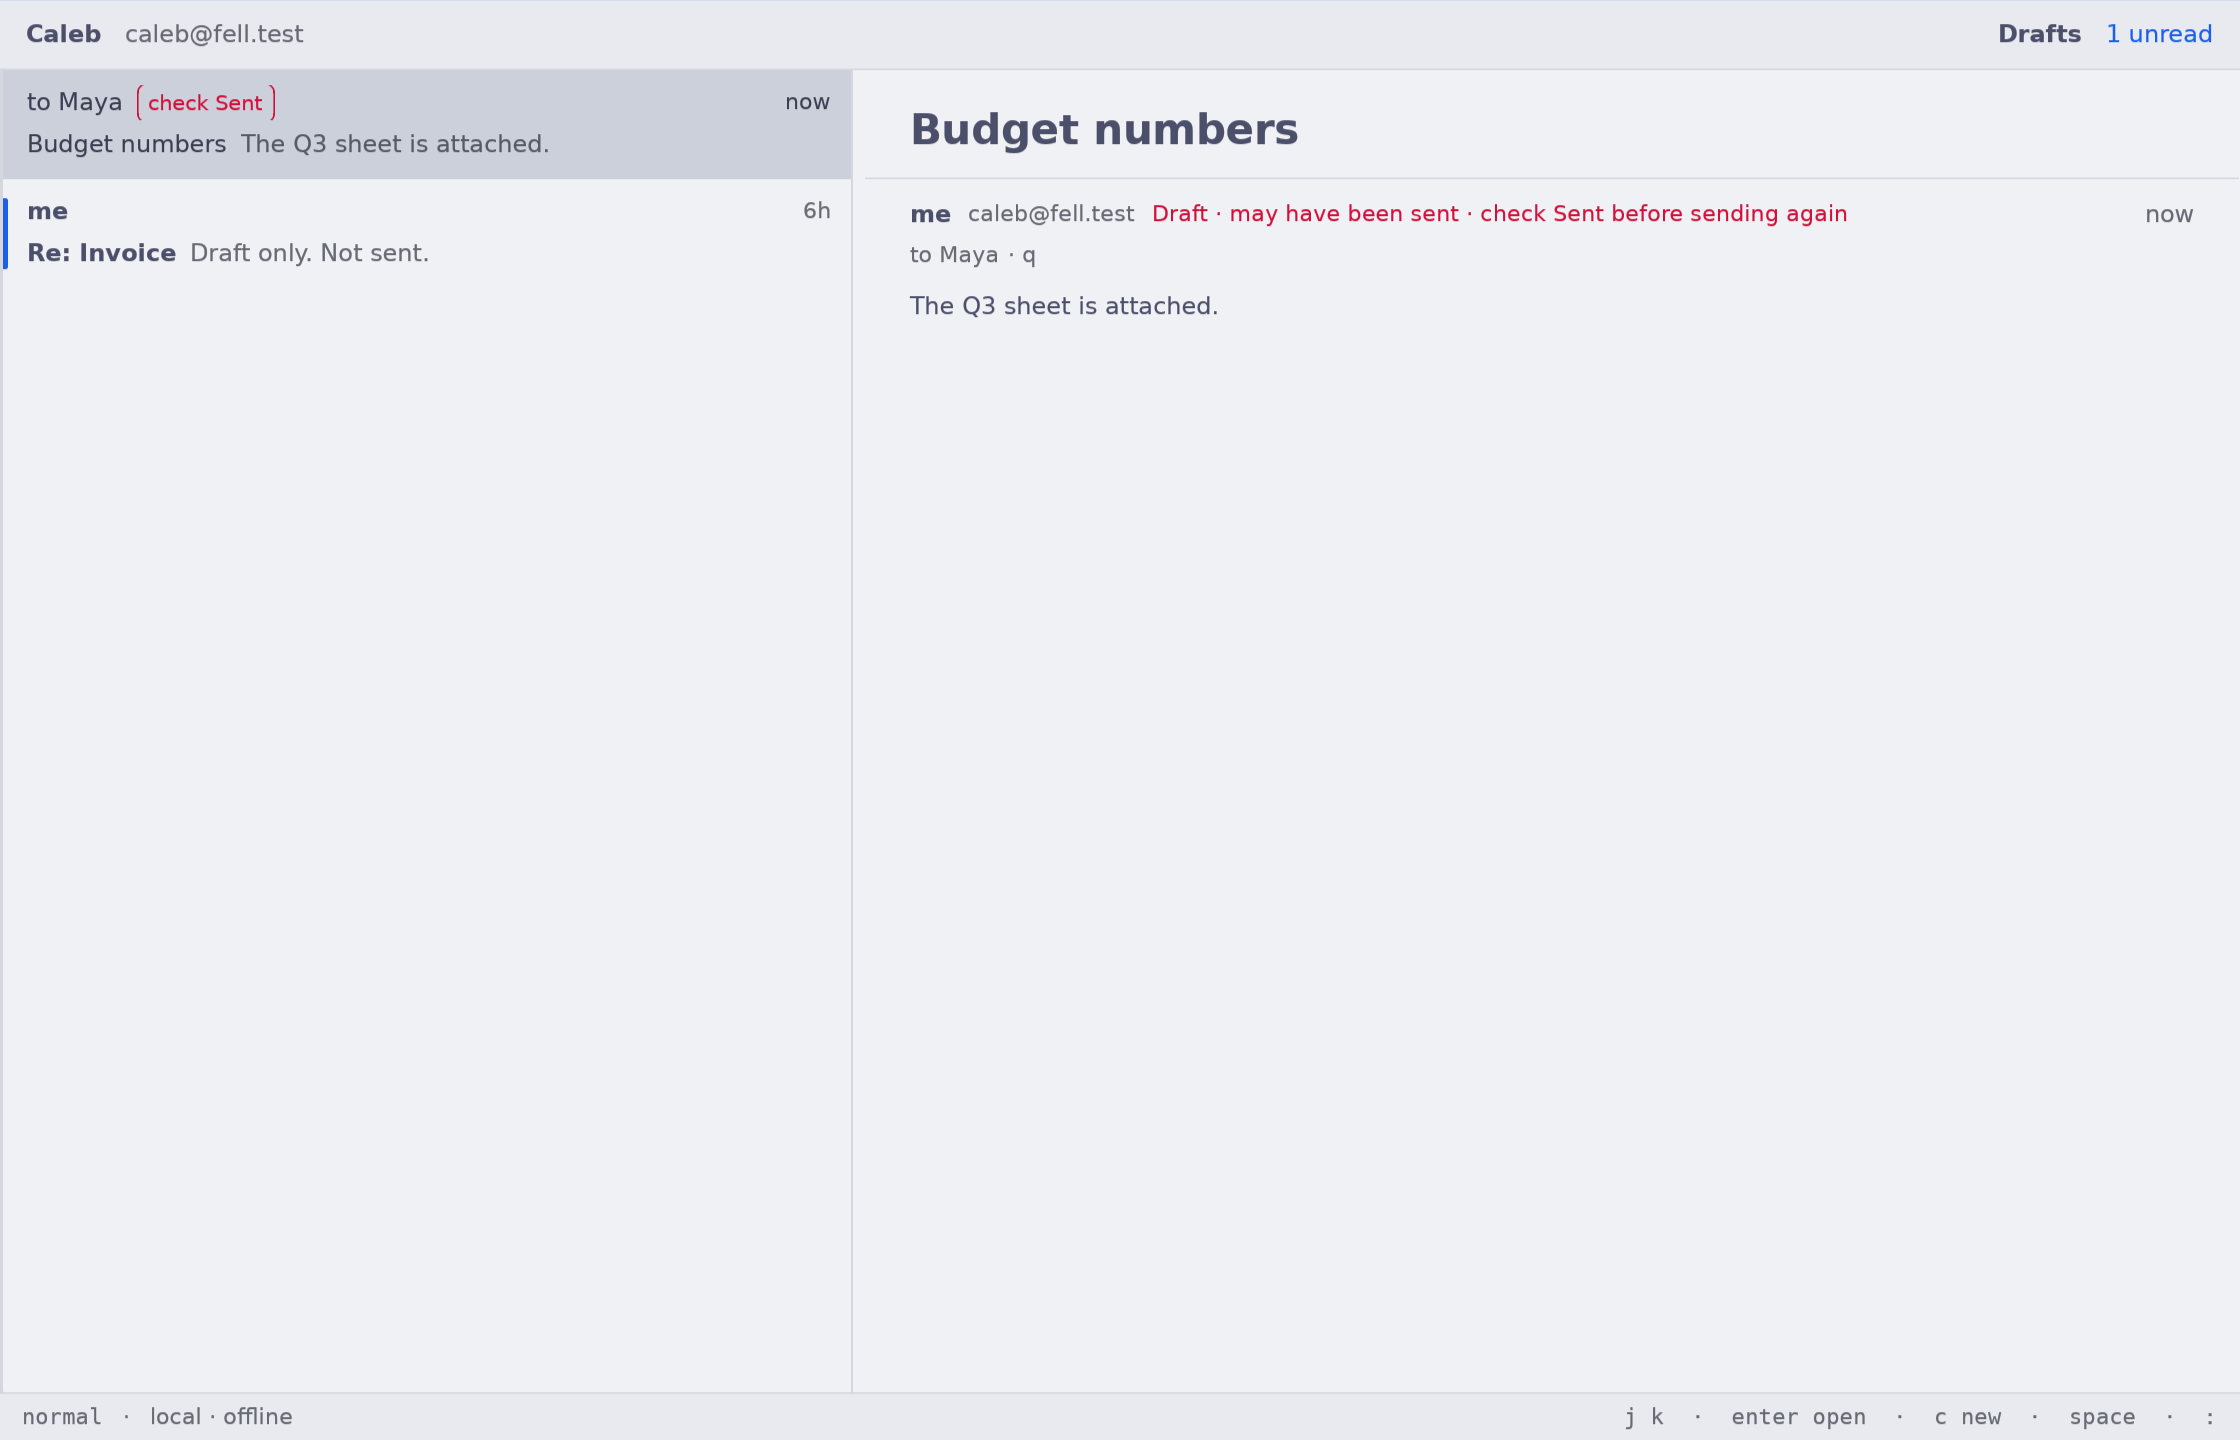 Caleb caleb@fell.test Drafts 1 unread
to Maya check Sent now
Budget numbers The Q3 sheet is attached.
me 6h
Re: Invoice Draft only. Not sent.
Budget numbers
me caleb@fell.test Draft · may have been sent · check Sent before sending again now
to Maya · q
The Q3 sheet is attached.
normal · local · offline j k · enter open · c new · space · :